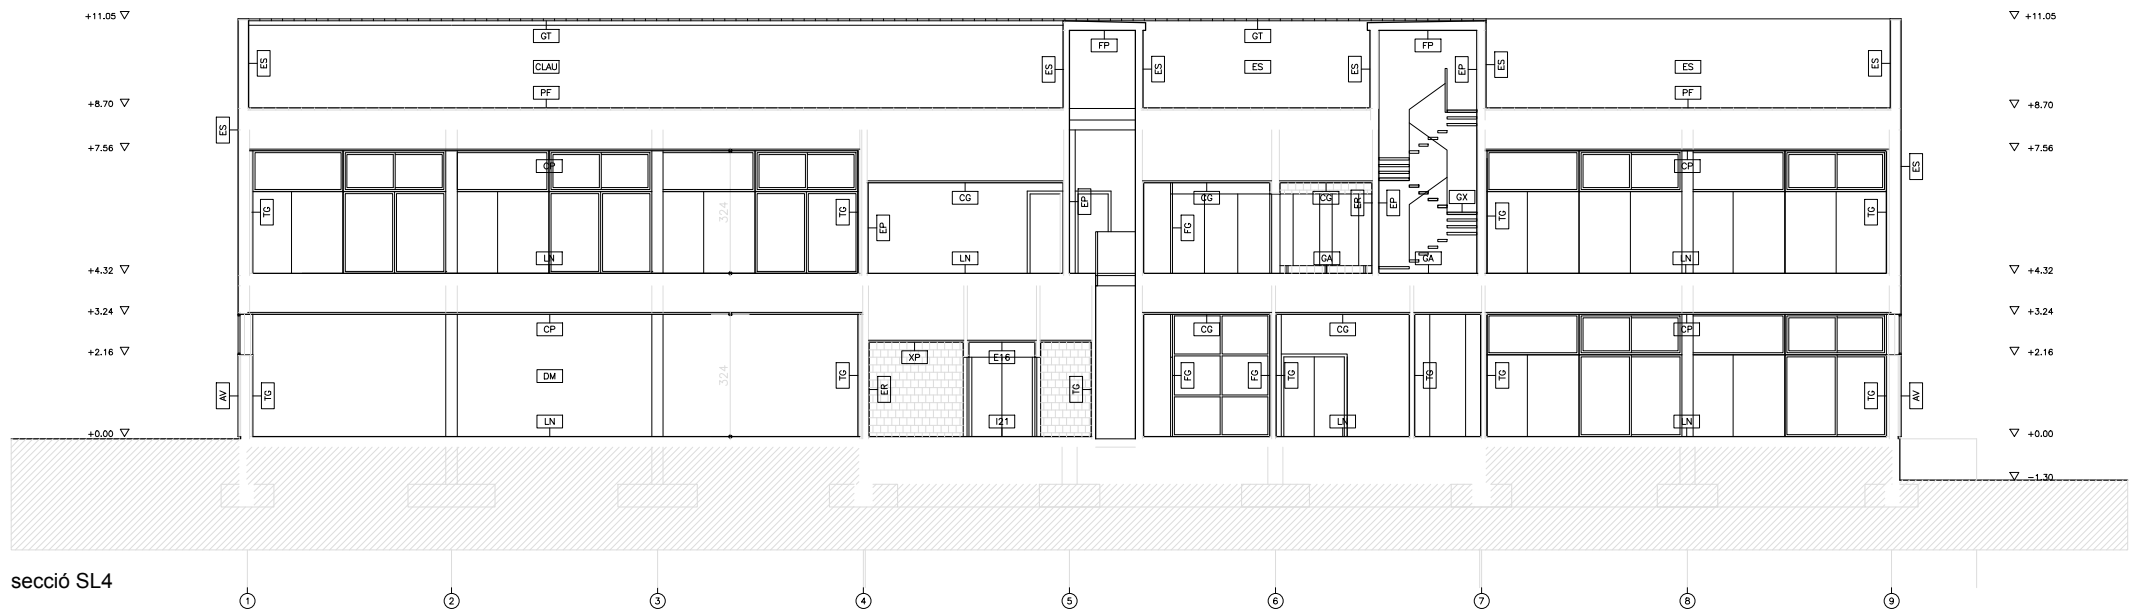 +11.05
+11.05
GT
GT
FP
FP
ES
CLAU
ES
ES
ES
ES
EP
ES
ES
ES
PF
PF
+8.70
+8.70
ES
+7.56
+7.56
CP
CP
ES
TG
324
TG
EP
CG
EP
FG
CG
CG
ER
EP
GX
TG
TG
LN
LN
GA
GA
LN
+4.32
+4.32
+3.24
+3.24
CP
CG
CG
CP
+2.16
XP
E16
+2.16
AV
TG
DM
324
TG
ER
TG
FG
FG
TG
TG
TG
TG
AV
LN
I21
LN
LN
+0.00
+0.00
-1.30
secció SL4
1
2
3
4
5
6
7
8
9